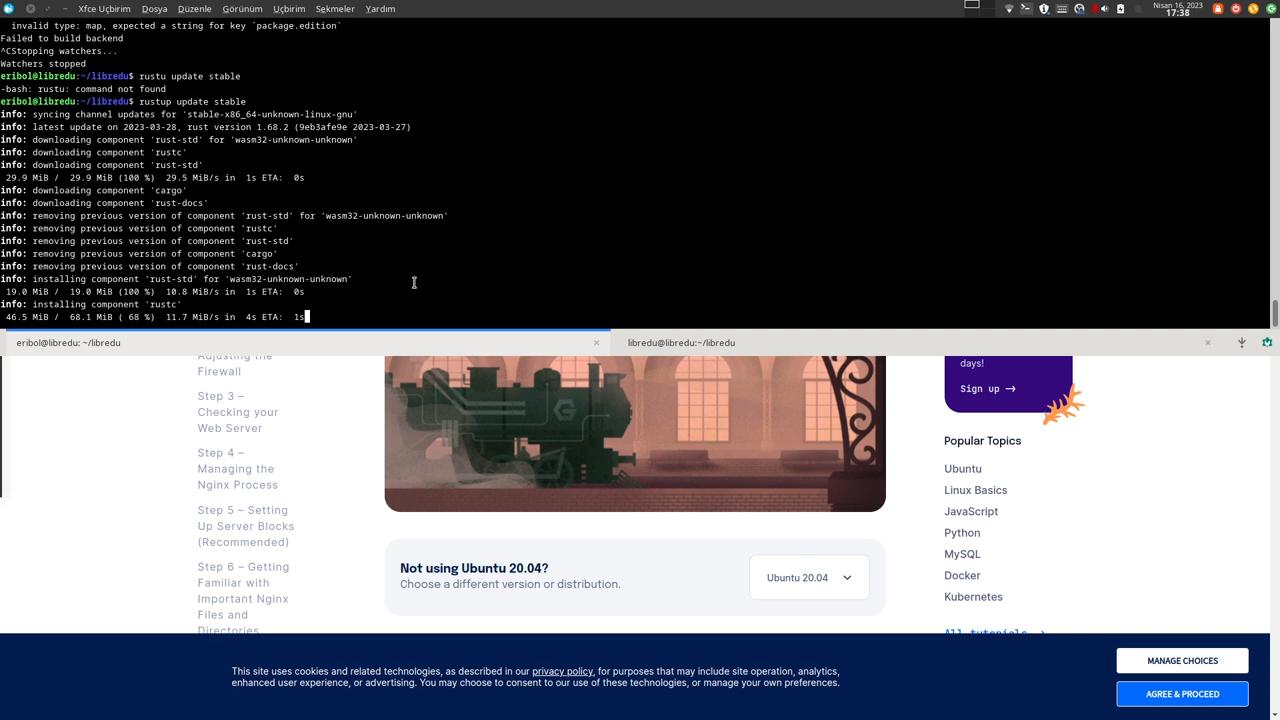 Xfce Uçbirim Dosya Düzenle Görünüm Uçbirim Sekmeler Yardım
Nisan 16, 2023
17:38
invalid type: map, expected a string for key `package.edition`
Failed to build backend
^CStopping watchers...
Watchers stopped
eribol@libredu:~/libredu$ rustu update stable
-bash: rustu: command not found
eribol@libredu:~/libredu$ rustup update stable
info: syncing channel updates for 'stable-x86_64-unknown-linux-gnu'
info: latest update on 2023-03-28, rust version 1.68.2 (9eb3afe9e 2023-03-27)
info: downloading component 'rust-std' for 'wasm32-unknown-unknown'
info: downloading component 'rustc'
info: downloading component 'rust-std'
29.9 MiB / 29.9 MiB (100 %) 29.5 MiB/s in 1s ETA: 0s
info: downloading component 'cargo'
info: downloading component 'rust-docs'
info: removing previous version of component 'rust-std' for 'wasm32-unknown-unknown'
info: removing previous version of component 'rustc'
info: removing previous version of component 'rust-std'
info: removing previous version of component 'cargo'
info: removing previous version of component 'rust-docs'
info: installing component 'rust-std' for 'wasm32-unknown-unknown'
19.0 MiB / 19.0 MiB (100 %) 10.8 MiB/s in 1s ETA: 0s
info: installing component 'rustc'
46.5 MiB / 68.1 MiB ( 68 %) 11.7 MiB/s in 4s ETA: 1s
eribol@libredu: ~/libredu
libredu@libredu:~/libredu
Adjusting the
Firewall
Step 3 –
Checking your
Web Server
Step 4 –
Managing the
Nginx Process
Step 5 – Setting
Up Server Blocks
(Recommended)
Step 6 – Getting
Familiar with
Important Nginx
Files and
Directories
G
Not using Ubuntu 20.04?
Choose a different version or distribution.
Ubuntu 20.04
days!
Sign up →
Popular Topics
Ubuntu
Linux Basics
JavaScript
Python
MySQL
Docker
Kubernetes
All tutorials →
This site uses cookies and related technologies, as described in our privacy policy, for purposes that may include site operation, analytics,
enhanced user experience, or advertising. You may choose to consent to our use of these technologies, or manage your own preferences.
MANAGE CHOICES
AGREE & PROCEED